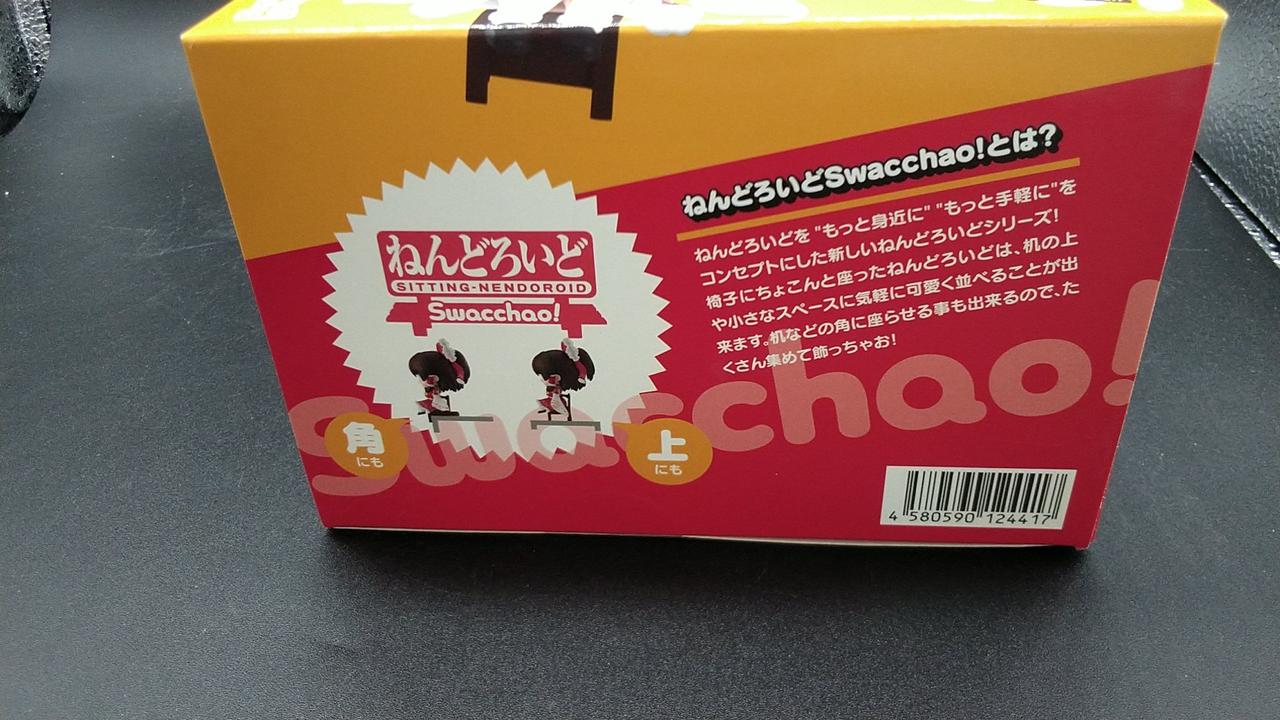 ねんどろいど
SITTING-NENDOROID
Swacchao!
角
にも
上
にも
ねんどろいどSwacchao!とは?
ねんどろいどを "もっと身近に" "もっと手軽に"を
コンセプトにした新しいねんどろいどシリーズ!
椅子にちょこんと座ったねんどろいどは、机の上
や小さなスペースに気軽に可愛く並べることが出
来ます。机などの角に座らせる事も出来るので、た
くさん集めて飾っちゃお!
Swacchao!
4 580590 124417